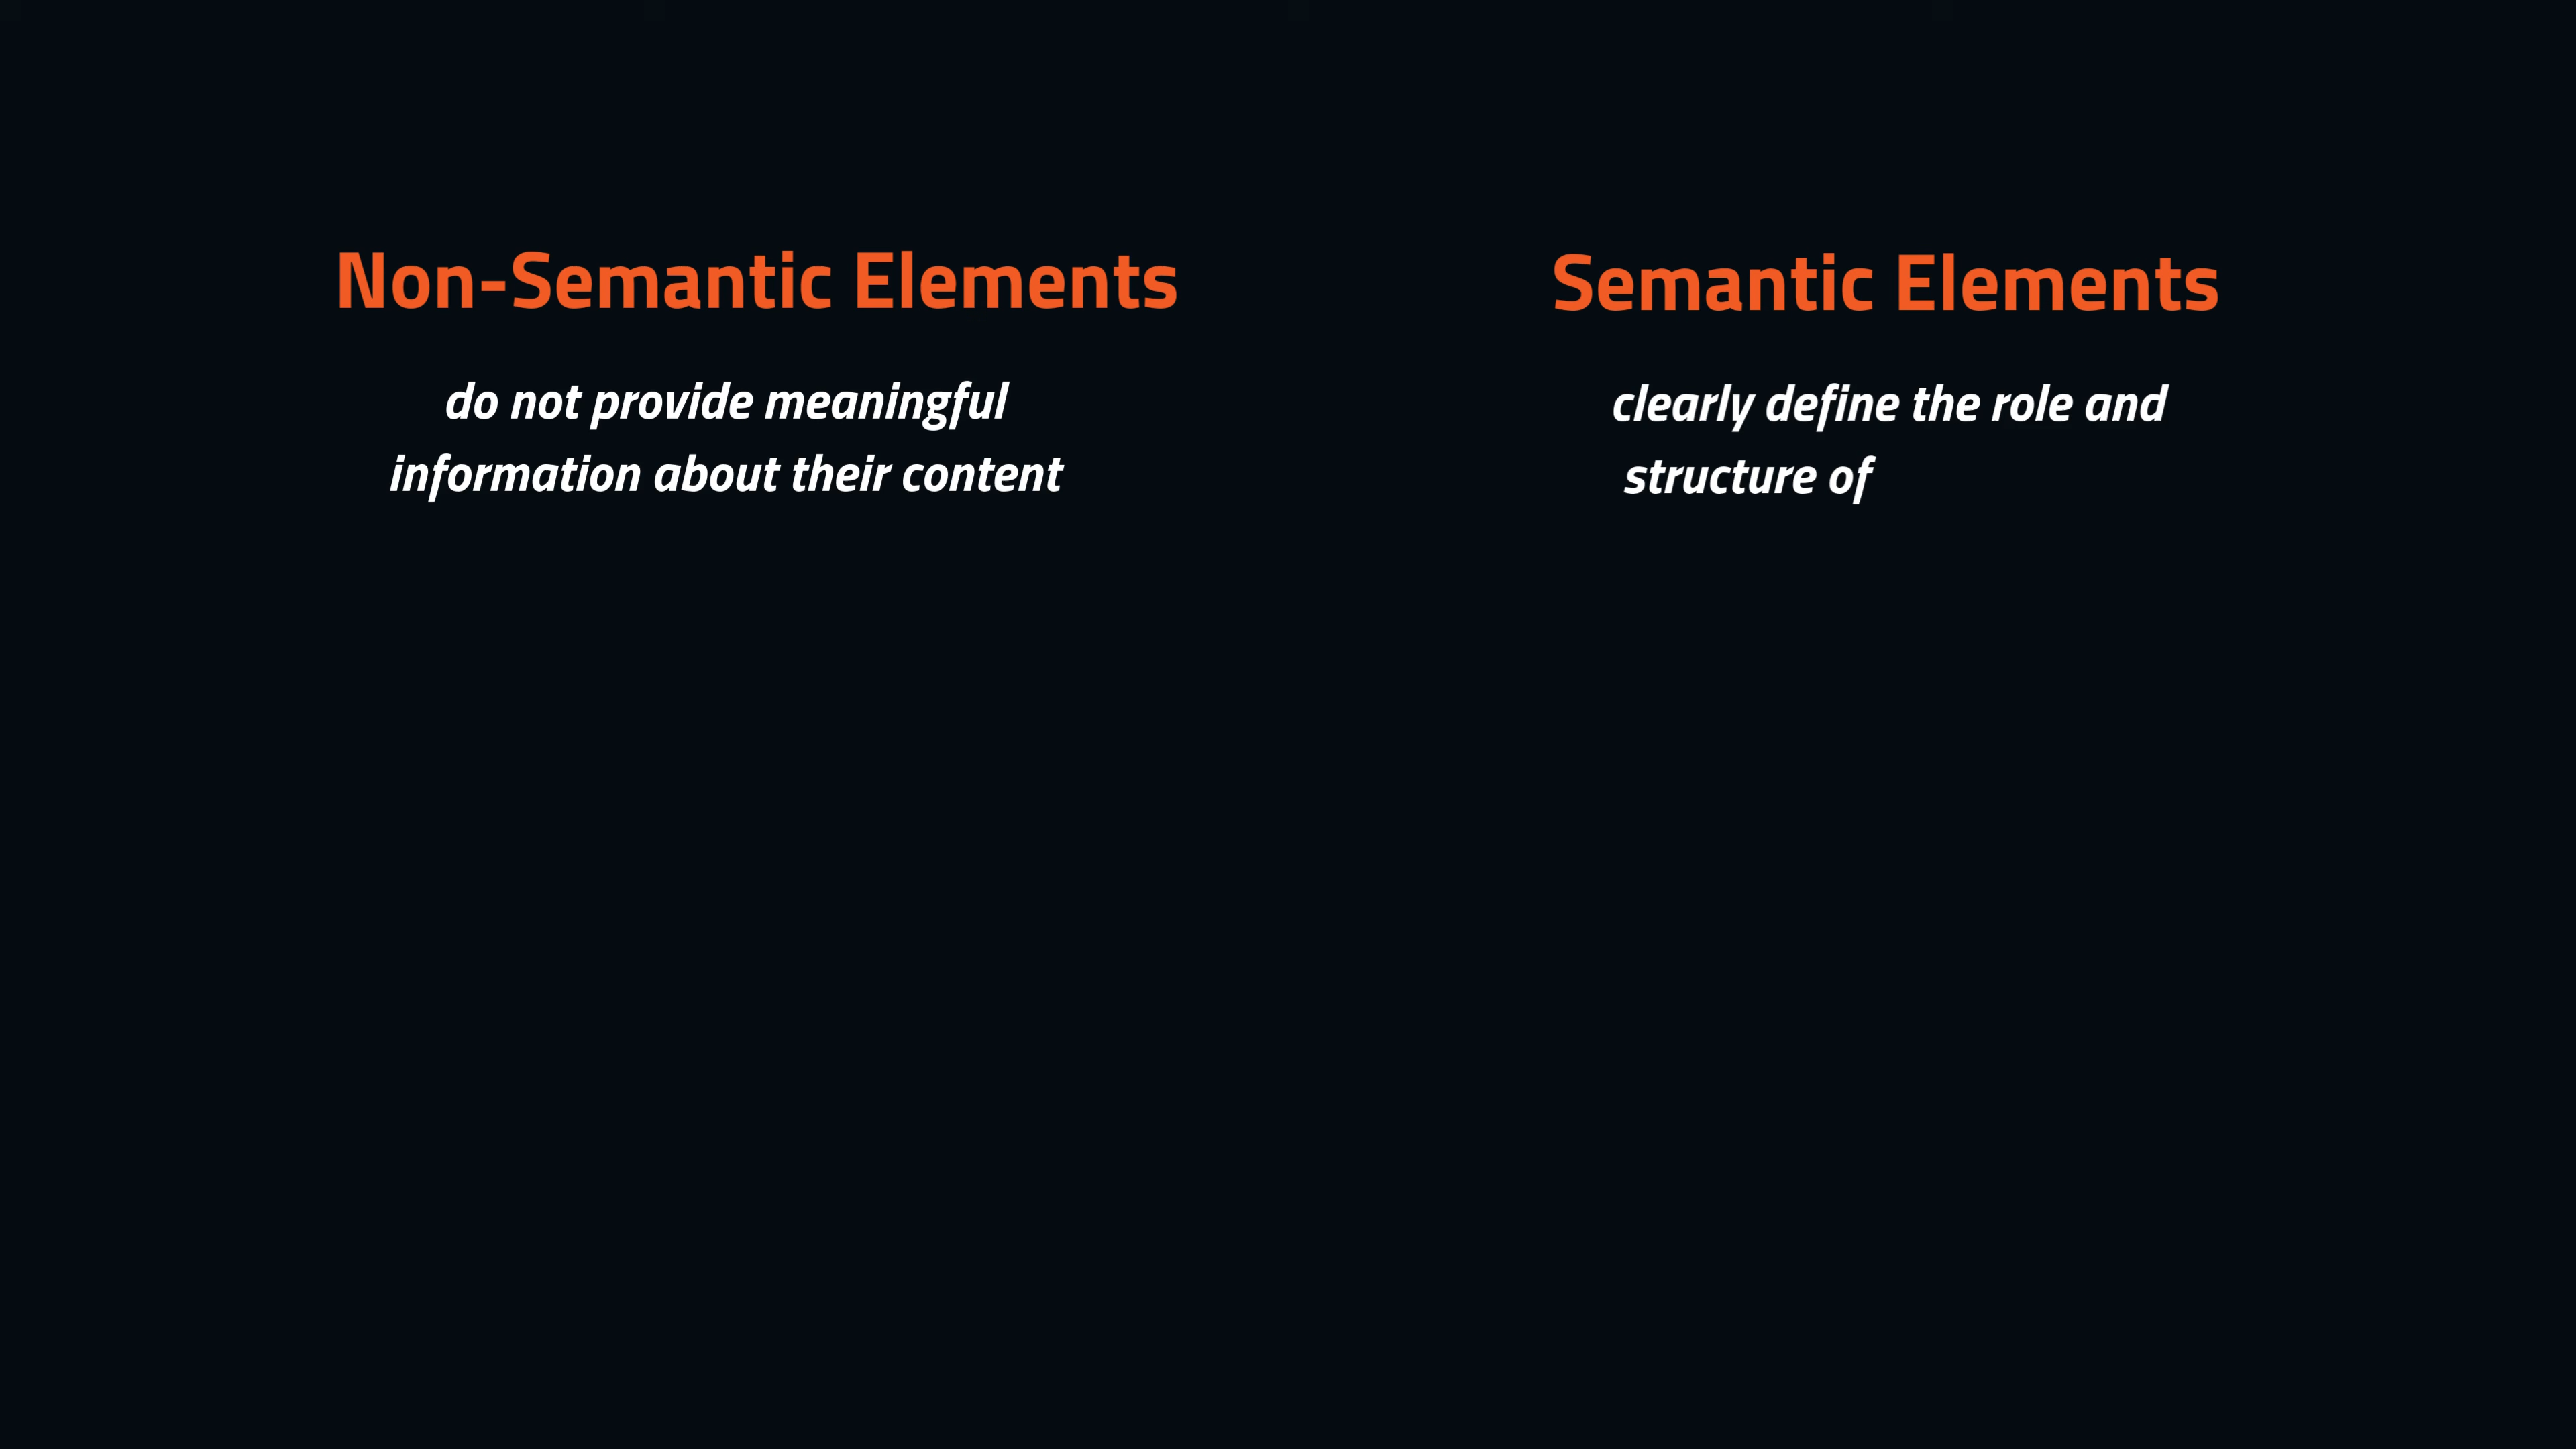 Non-Semantic Elements
do not provide meaningful
information about their content
Semantic Elements
clearly define the role and
structure of